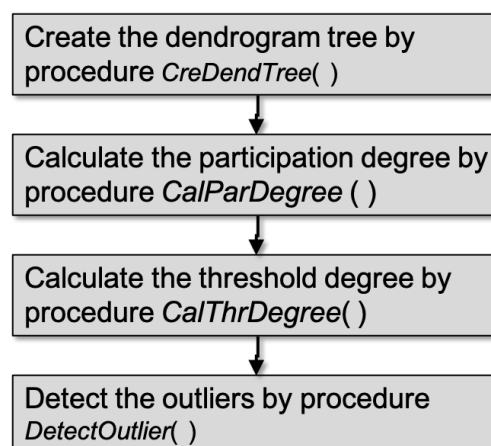 Create the dendrogram tree by
procedure CreDendTree( )
Calculate the participation degree by
procedure CalParDegree ( )
Calculate the threshold degree by
procedure CalThrDegree( )
Detect the outliers by procedure
DetectOutlier( )